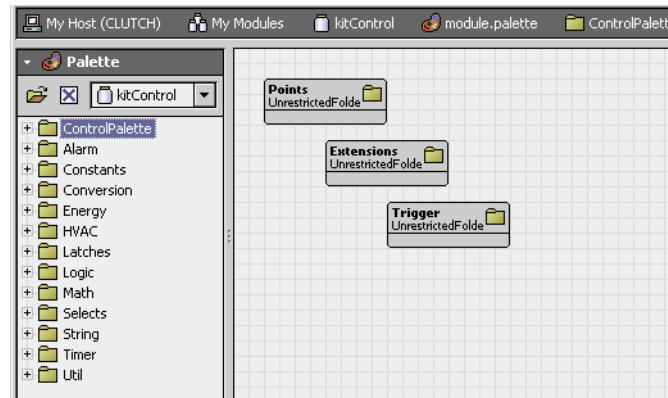 My Host (CLUTCH) My Modules kitControl module.palette ControlPalett
Palette
kitControl
ControlPalette
Alarm
Constants
Conversion
Energy
HVAC
Latches
Logic
Math
Selects
String
Timer
Util
Points
UnrestrictedFolde
Extensions
UnrestrictedFolde
Trigger
UnrestrictedFolde